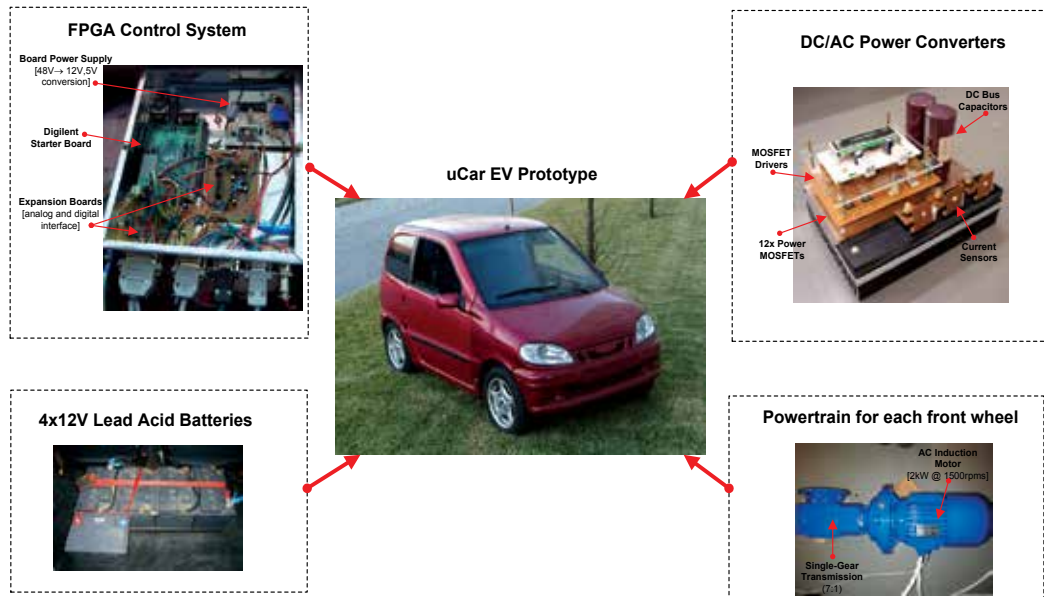 FPGA Control System
Board Power Supply
[48V→ 12V,5V
conversion]
Digilent
Starter Board
Expansion Boards
[analog and digital
interface]
uCar EV Prototype
DC/AC Power Converters
DC Bus
Capacitors
MOSFET
Drivers
12x Power
MOSFETs
Current
Sensors
4x12V Lead Acid Batteries
Powertrain for each front wheel
AC Induction
Motor
[2kW @ 1500rpms]
Single-Gear
Transmission
(7:1)